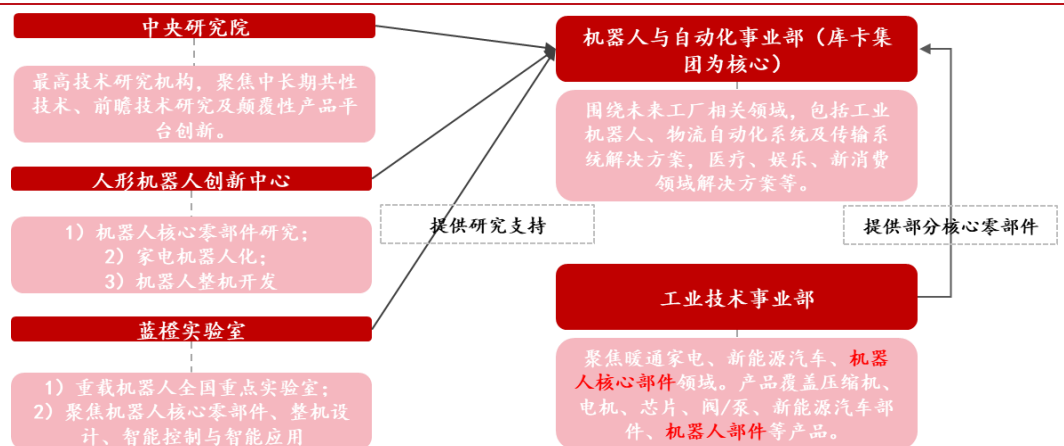 中央研究院
最高技术研究机构，聚焦中长期共性
技术、前瞻技术研究及颠覆性产品平
台创新。
人形机器人创新中心
1）机器人核心零部件研究；
2）家电机器人化；
3）机器人整机开发
蓝橙实验室
1）重载机器人全国重点实验室；
2）聚焦机器人核心零部件、整机设
计、智能控制与智能应用
提供研究支持
机器人与自动化事业部（库卡集
团为核心）
围绕未来工厂相关领域，包括工业
机器人、物流自动化系统及传输系
统解决方案，医疗、娱乐、新消费
领域解决方案等。
提供部分核心零部件
工业技术事业部
聚焦暖通家电、新能源汽车、机器
人核心部件领域。产品覆盖压缩机、
电机、芯片、阀/泵、新能源汽车部
件、机器人部件等产品。